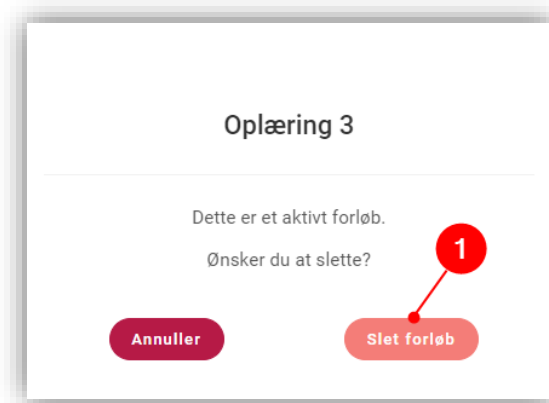 Oplæring 3
Dette er et aktivt forløb.
Ønsker du at slette?
1
Annuller
Slet forløb